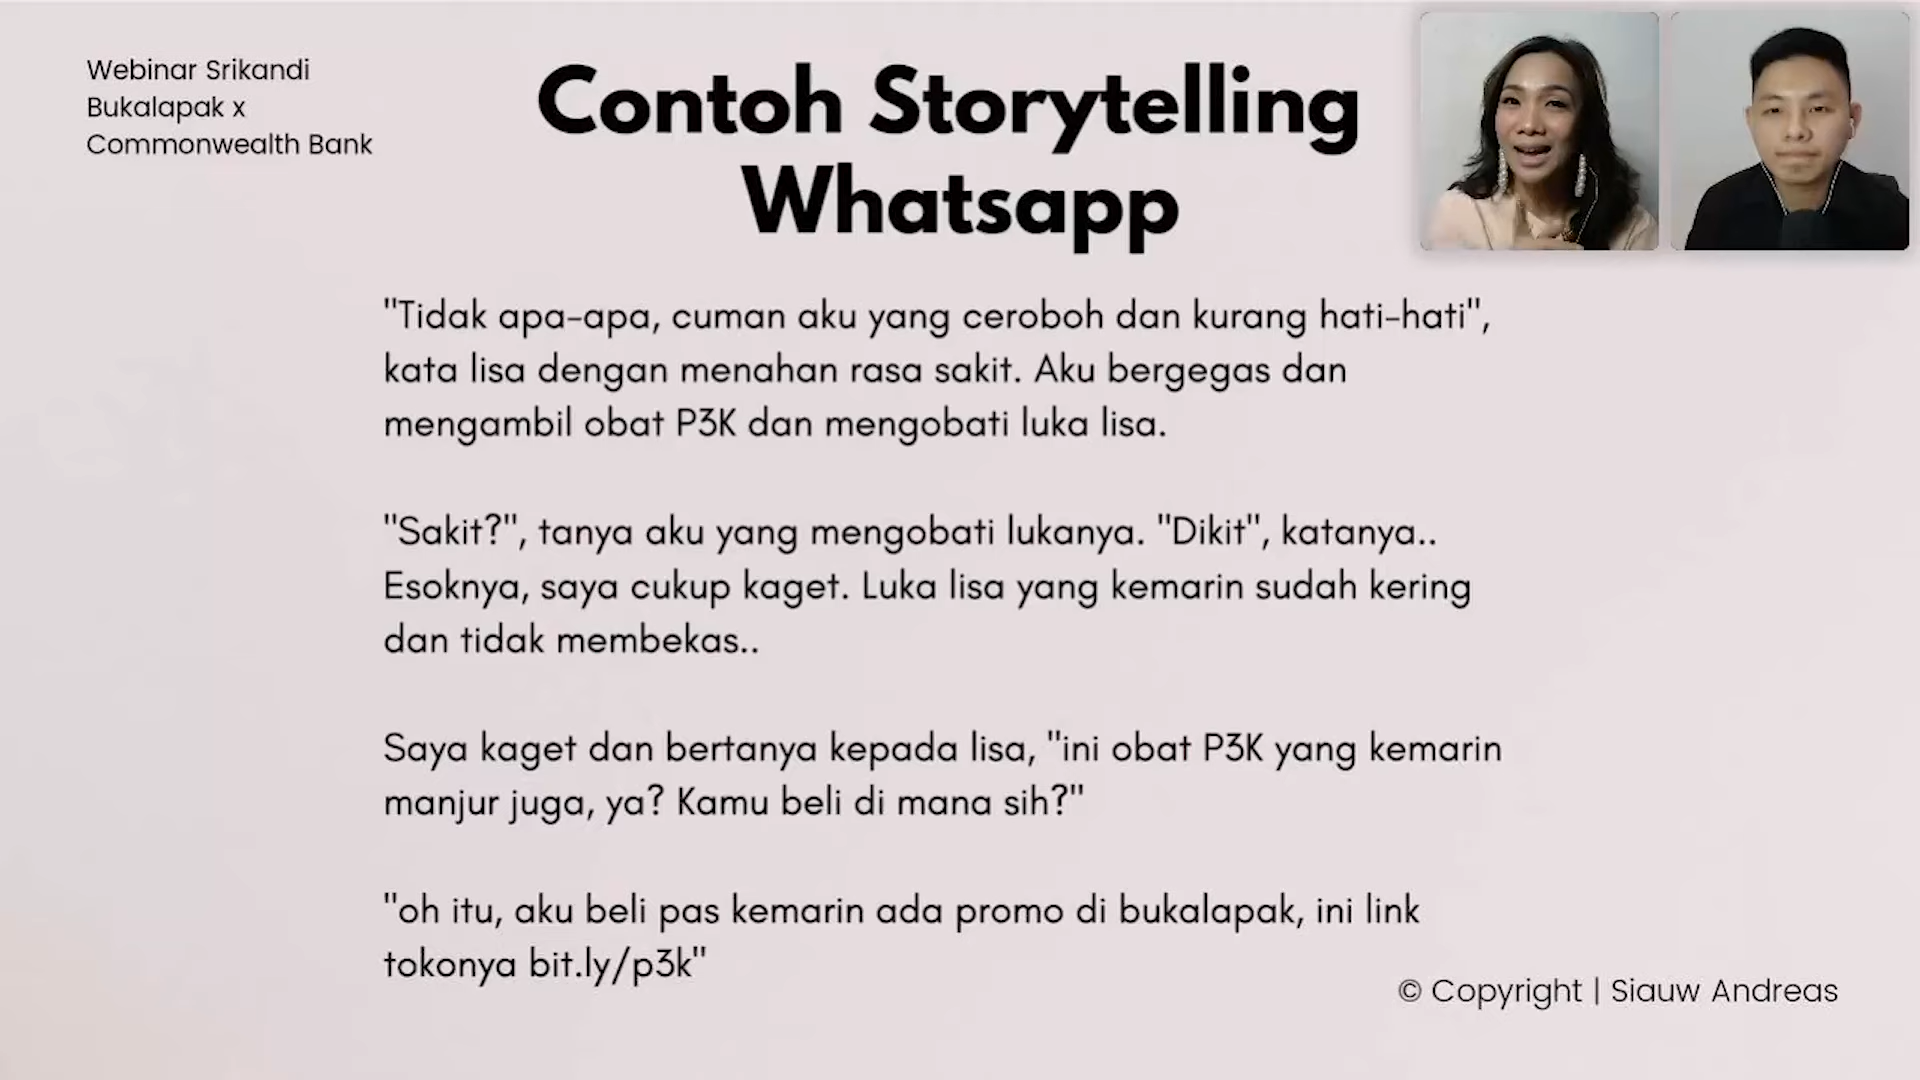 Webinar Srikandi
Bukalapak x
Commonwealth Bank
Contoh Storytelling
Whatsapp
"Tidak apa-apa, cuman aku yang ceroboh dan kurang hati-hati",
kata lisa dengan menahan rasa sakit. Aku bergegas dan
mengambil obat P3K dan mengobati luka lisa.
"Sakit?", tanya aku yang mengobati lukanya. "Dikit", katanya..
Esoknya, saya cukup kaget. Luka lisa yang kemarin sudah kering
dan tidak membekas..
Saya kaget dan bertanya kepada lisa, "ini obat P3K yang kemarin
manjur juga, ya? Kamu beli di mana sih?"
"oh itu, aku beli pas kemarin ada promo di bukalapak, ini link
tokonya bit.ly/p3k"
© Copyright | Siauw Andreas